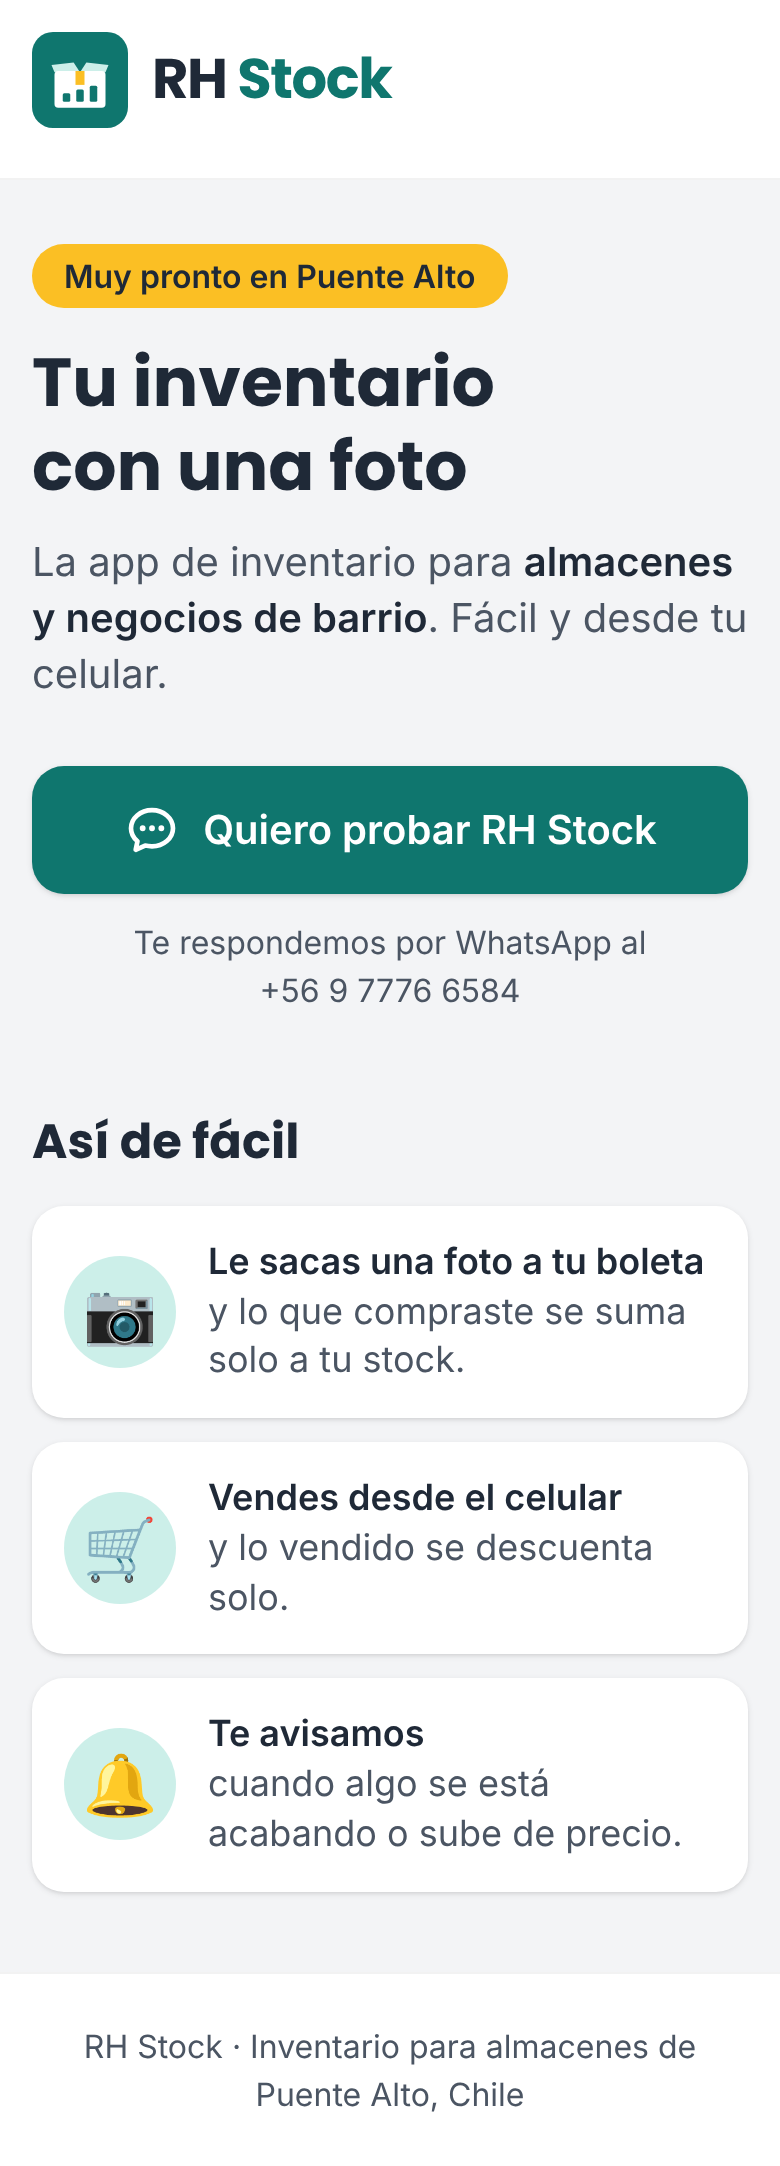 RH Stock
Muy pronto en Puente Alto
Tu inventario
con una foto
La app de inventario para almacenes
y negocios de barrio. Fácil y desde tu
celular.
Quiero probar RH Stock
Te respondemos por WhatsApp al
+56 9 7776 6584
Así de fácil
Le sacas una foto a tu boleta
y lo que compraste se suma
solo a tu stock.
Vendes desde el celular
y lo vendido se descuenta
solo.
Te avisamos
cuando algo se está
acabando o sube de precio.
RH Stock · Inventario para almacenes de
Puente Alto, Chile